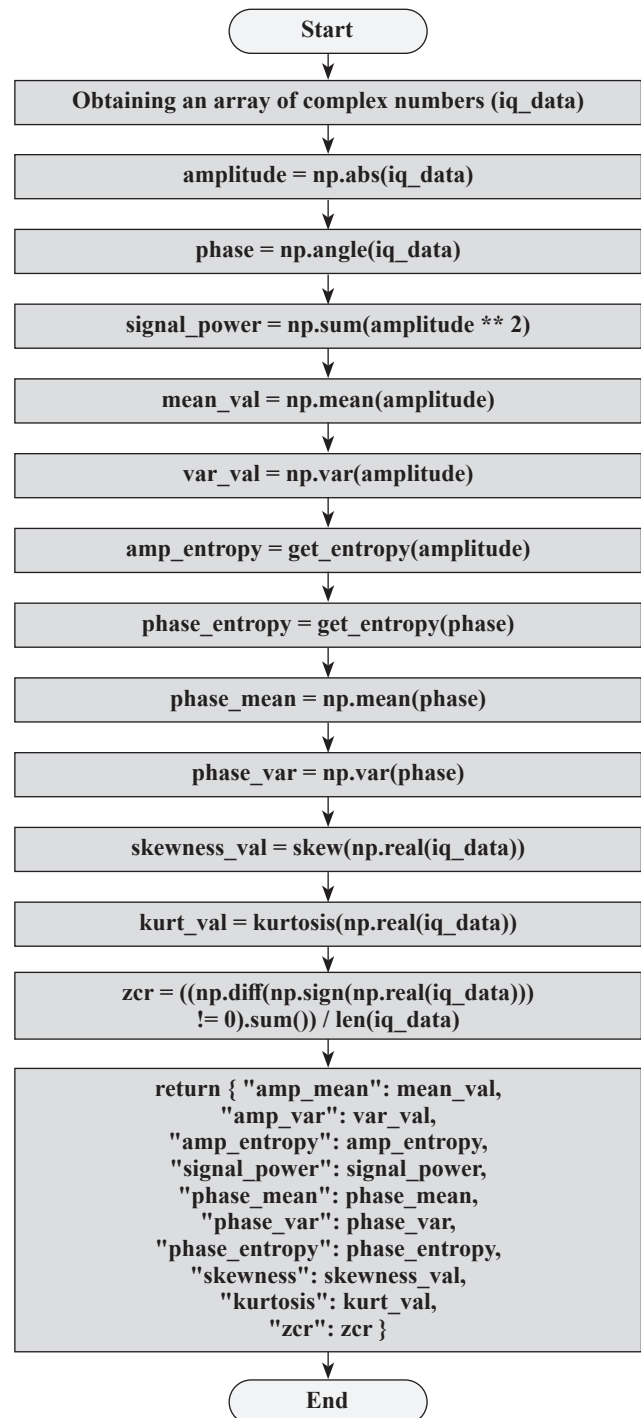 Start
Obtaining an array of complex numbers (iq_data)
amplitude = np.abs(iq_data)
phase = np.angle(iq_data)
signal_power = np.sum(amplitude ** 2)
mean_val = np.mean(amplitude)
var_val = np.var(amplitude)
amp_entropy = get_entropy(amplitude)
phase_entropy = get_entropy(phase)
phase_mean = np.mean(phase)
phase_var = np.var(phase)
skewness_val = skew(np.real(iq_data))
kurt_val = kurtosis(np.real(iq_data))
zcr = ((np.diff(np.sign(np.real(iq_data)))
!= 0).sum()) / len(iq_data)
return { "amp_mean": mean_val,
"amp_var": var_val,
"amp_entropy": amp_entropy,
"signal_power": signal_power,
"phase_mean": phase_mean,
"phase_var": phase_var,
"phase_entropy": phase_entropy,
"skewness": skewness_val,
"kurtosis": kurt_val,
"zcr": zcr }
End